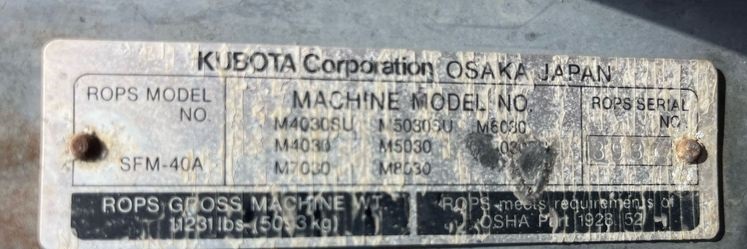 KUBOTA Corporation OSAKA JAPAN
ROPS MODEL NO.
SFM-40A
MACHINE MODEL NO.
M4030SU M5030SU M6030
M4030 M5030
M7030 M8030
ROPS SERIAL NO.
ROPS GROSS MACHINE WT.
ROPS meets requirements of
OSHA Part 1928, 52